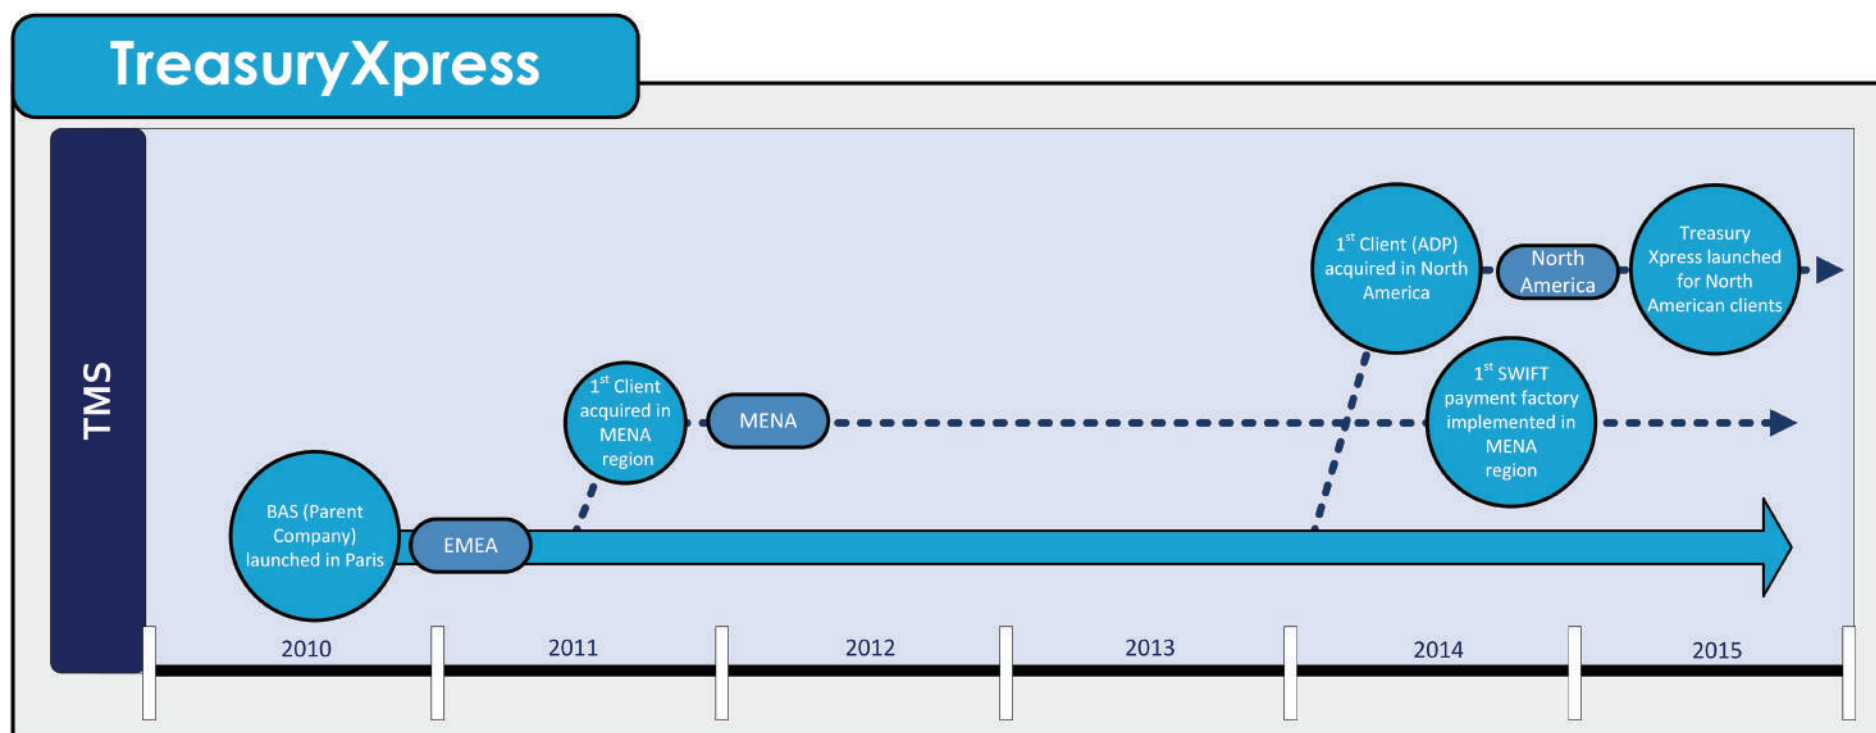 TreasuryXpress
TMS
1st Client (ADP)
acquired in North
America
North
America
Treasury
Xpress launched
for North
American clients
1st Client
acquired in
MENA
region
MENA
1st SWIFT
payment factory
implemented in
MENA
region
BAS (Parent
Company)
launched in Paris
EMEA
2010
2011
2012
2013
2014
2015